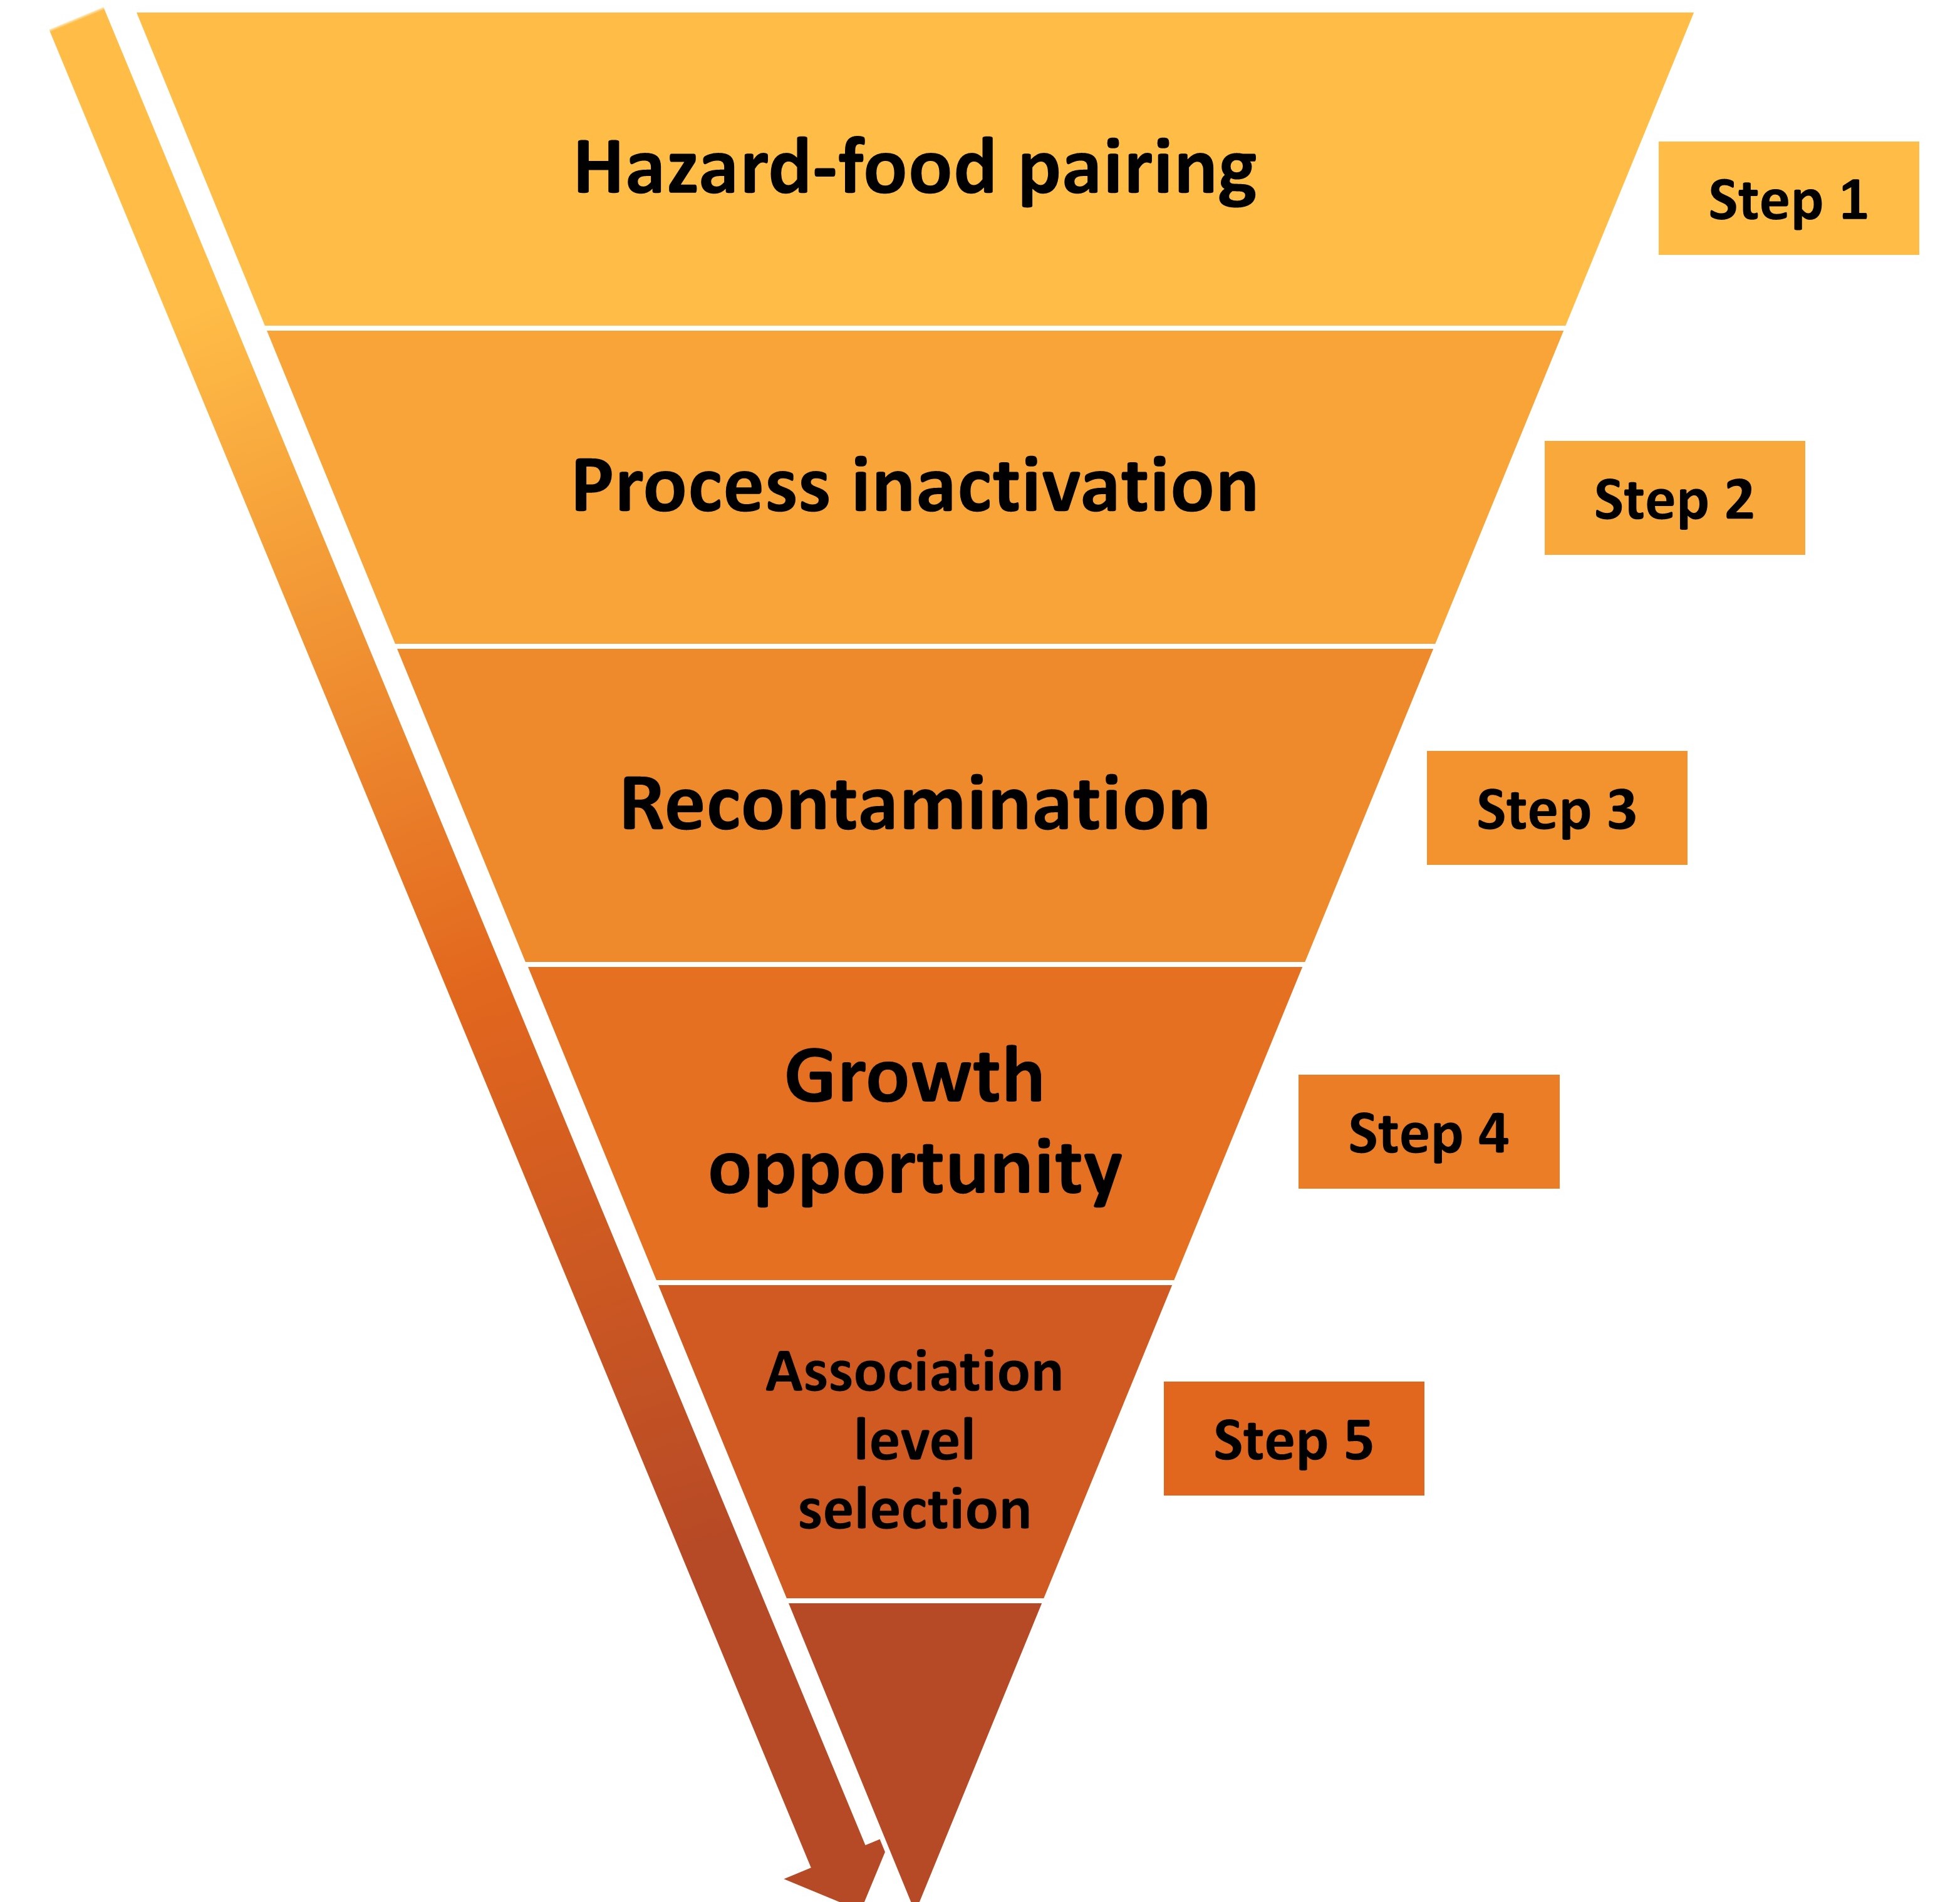 Hazard-food pairing
Step 1
Process inactivation
Step 2
Recontamination
Step 3
Growth
opportunity
Step 4
Association
level
selection
Step 5